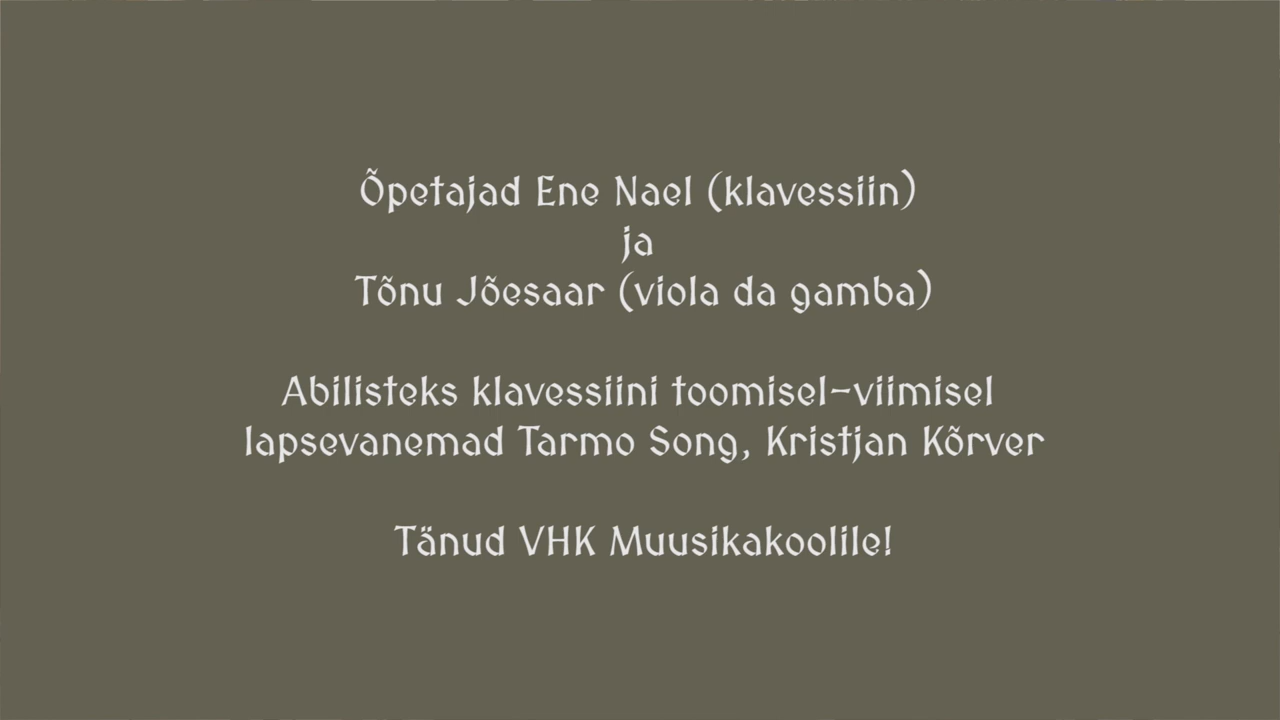 Õpetajad Ene Nael (klavessiin)
ja
Tõnu Jõesaar (viola da gamba)
Abilisteks klavessiini toomisel-viimisel
lapsevanemad Tarmo Song, Kristjan Kõrver
Tänud VHK Muusikakoolile!